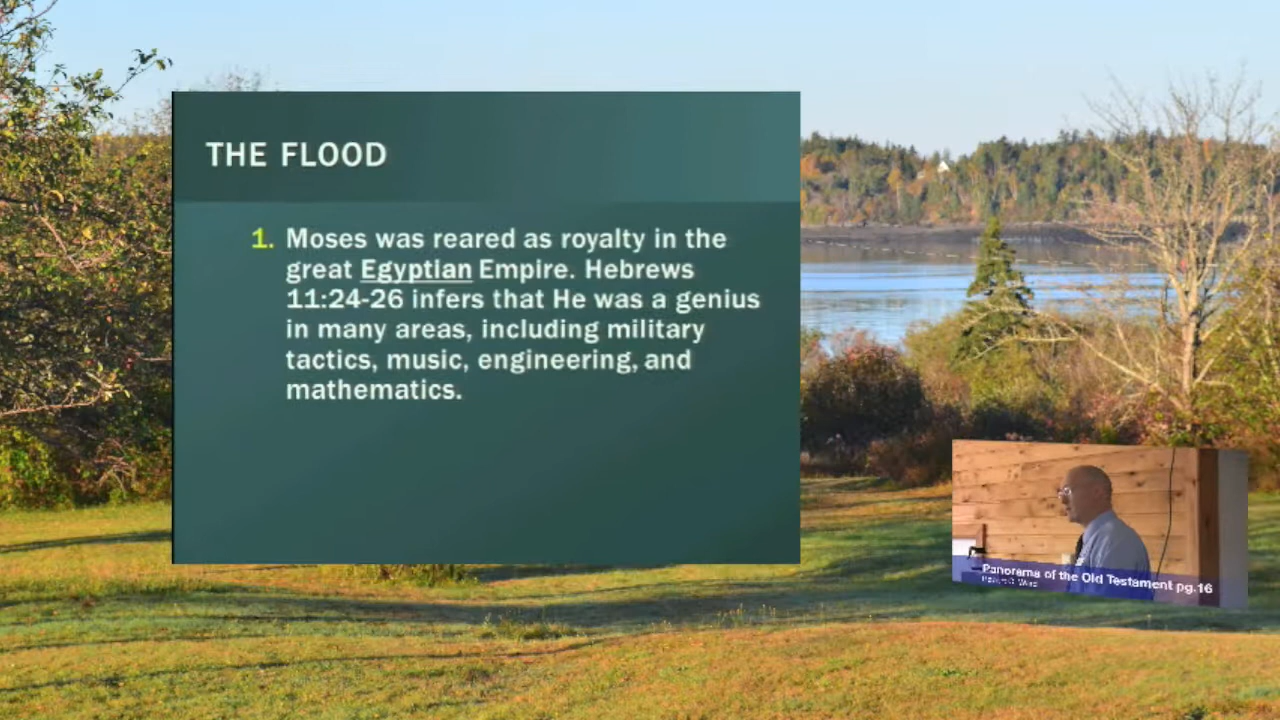 THE FLOOD
1. Moses was reared as royalty in the
great Egyptian Empire. Hebrews
11:24-26 infers that He was a genius
in many areas, including military
tactics, music, engineering, and
mathematics.
Panorama of the Old Testament pg.16